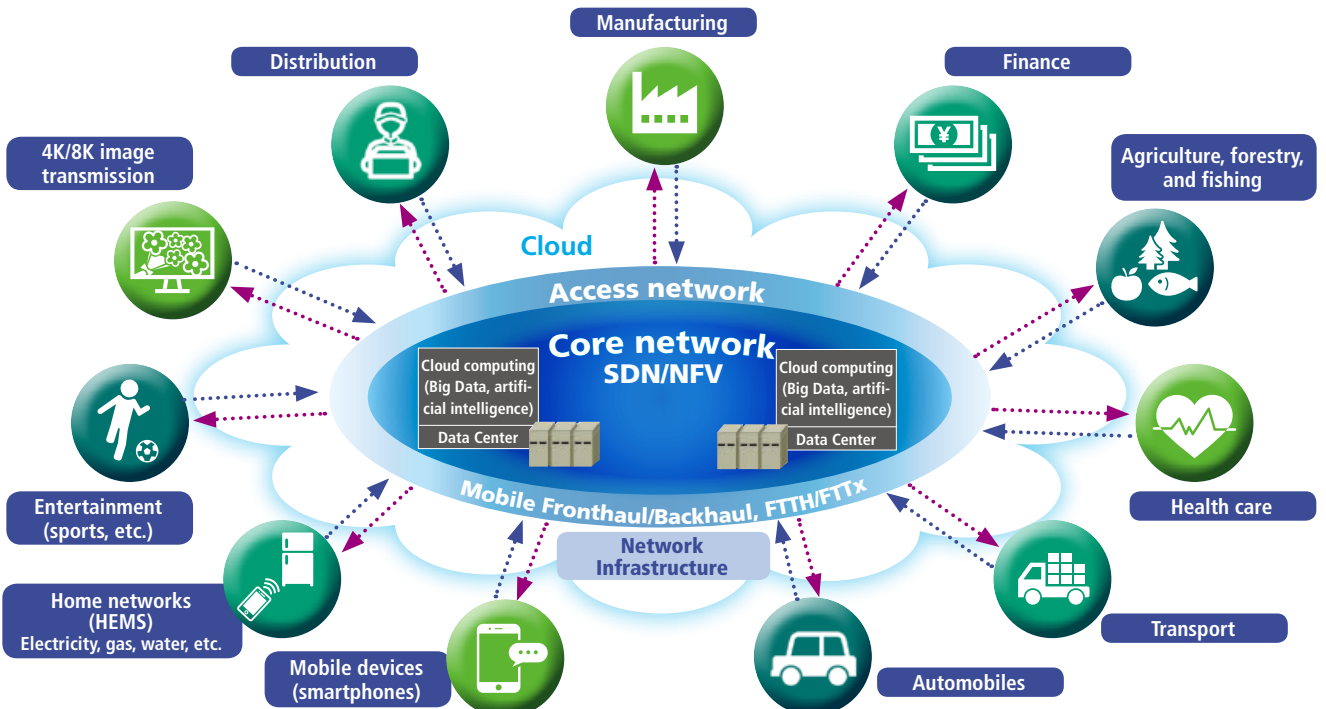 Manufacturing
Distribution
Finance
4K/8K image
transmission
Agriculture, forestry,
and fishing
¥
Cloud
Access network
Core network
SDN/NFV
Cloud computing
(Big Data, artifi-
cial intelligence)
Data Center
Cloud computing
(Big Data, artifi-
cial intelligence)
Data Center
Mobile Fronthaul/Backhaul, FTTH/FTTx
Network
Infrastructure
Entertainment
(sports, etc.)
Health care
Home networks
(HEMS)
Electricity, gas, water, etc.
Transport
Mobile devices
(smartphones)
Automobiles